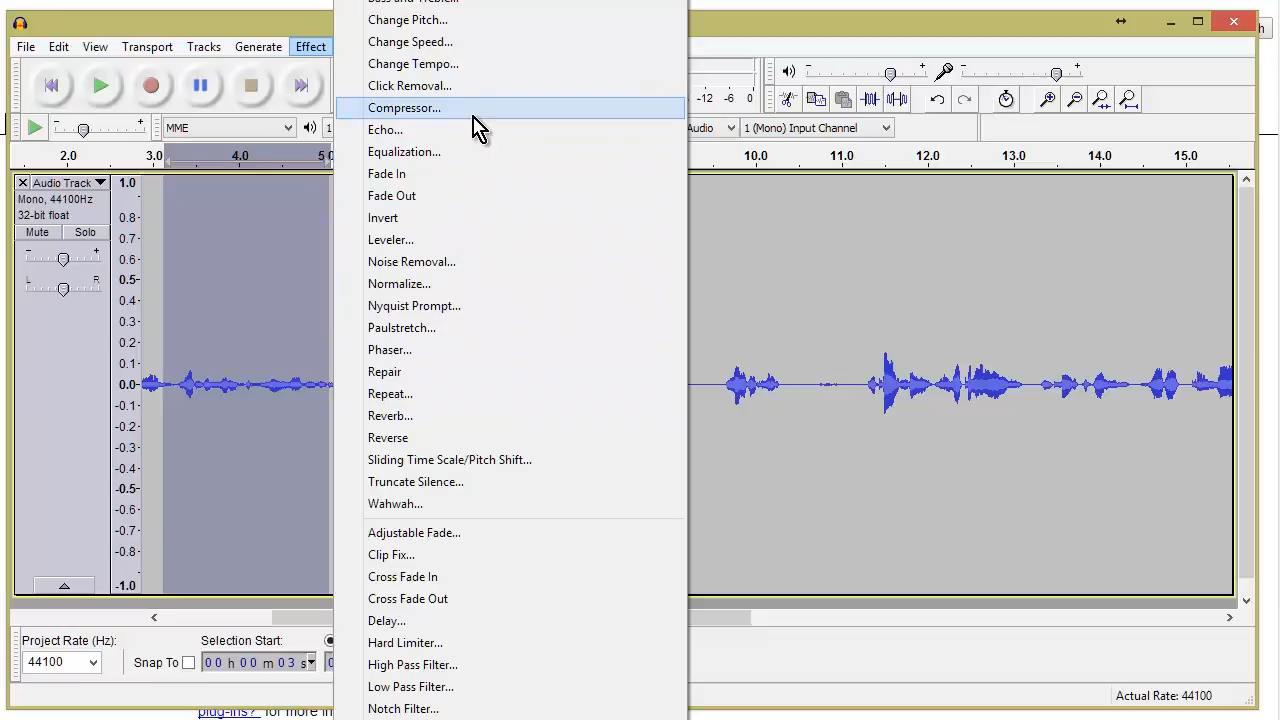 Bass and Treble...
File Edit View Transport Tracks Generate Effect
Change Pitch...
Change Speed...
Change Tempo...
Click Removal...
Compressor...
Echo...
Equalization...
Fade In
Fade Out
Invert
Leveler...
Noise Removal...
Normalize...
Nyquist Prompt...
Paulstretch...
Phaser...
Repair
Repeat...
Reverb...
Reverse
Sliding Time Scale/Pitch Shift...
Truncate Silence...
Wahwah...
Adjustable Fade...
Clip Fix...
Cross Fade In
Cross Fade Out
Delay...
Hard Limiter...
High Pass Filter...
Low Pass Filter...
Notch Filter...
h
- + - +
-12 -6 0
- + MME 1 Audio 1 (Mono) Input Channel
2.0 3.0 4.0 5.0 10.0 11.0 12.0 13.0 14.0 15.0
Audio Track
Mono, 44100Hz
32-bit float
Mute Solo
- +
L R
1.0
0.8
0.7
0.6
0.5
0.4
0.3
0.2
0.1
0.0
-0.1
-0.2
-0.3
-0.4
-0.5
-0.6
-0.7
-0.8
-1.0
Project Rate (Hz): Selection Start:
44100 Snap To 00 h 00 m 03 s 0
Actual Rate: 44100
plug-ins? for more in